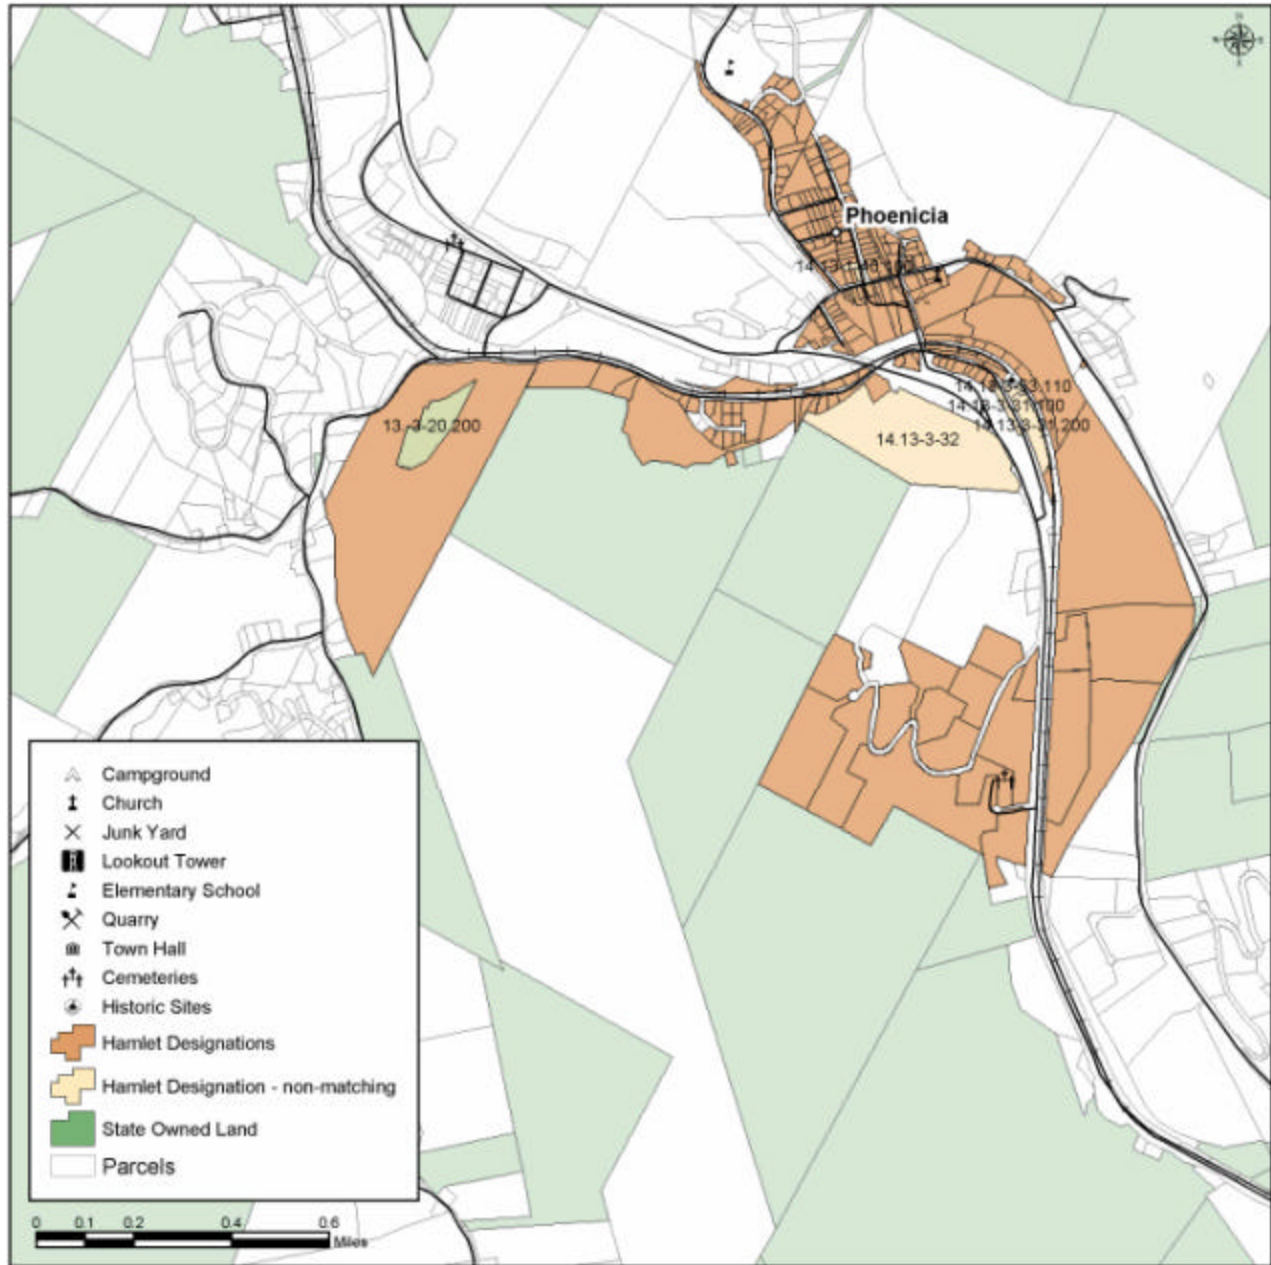 Phoenicia
13.-3-20.200
14.13-3-32
Campground
Church
Junk Yard
Lookout Tower
Elementary School
Quarry
Town Hall
Cemeteries
Historic Sites
Hamlet Designations
Hamlet Designation - non-matching
State Owned Land
Parcels
0 0.1 0.2 0.4 0.6
Miles